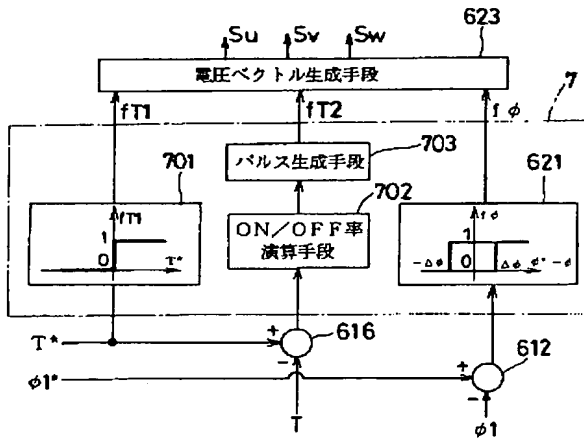 Su Sv Sw
623
電圧ベクトル生成手段
fT1 fT2 fφ
7
パルス生成手段
703
701
702
621
fT1
1
0
T*
ON/OFF率
演算手段
fφ
1
0
-Δφ Δφ φ*-φ
T*
+
-
616
φ1*
+
-
612
T
φ1